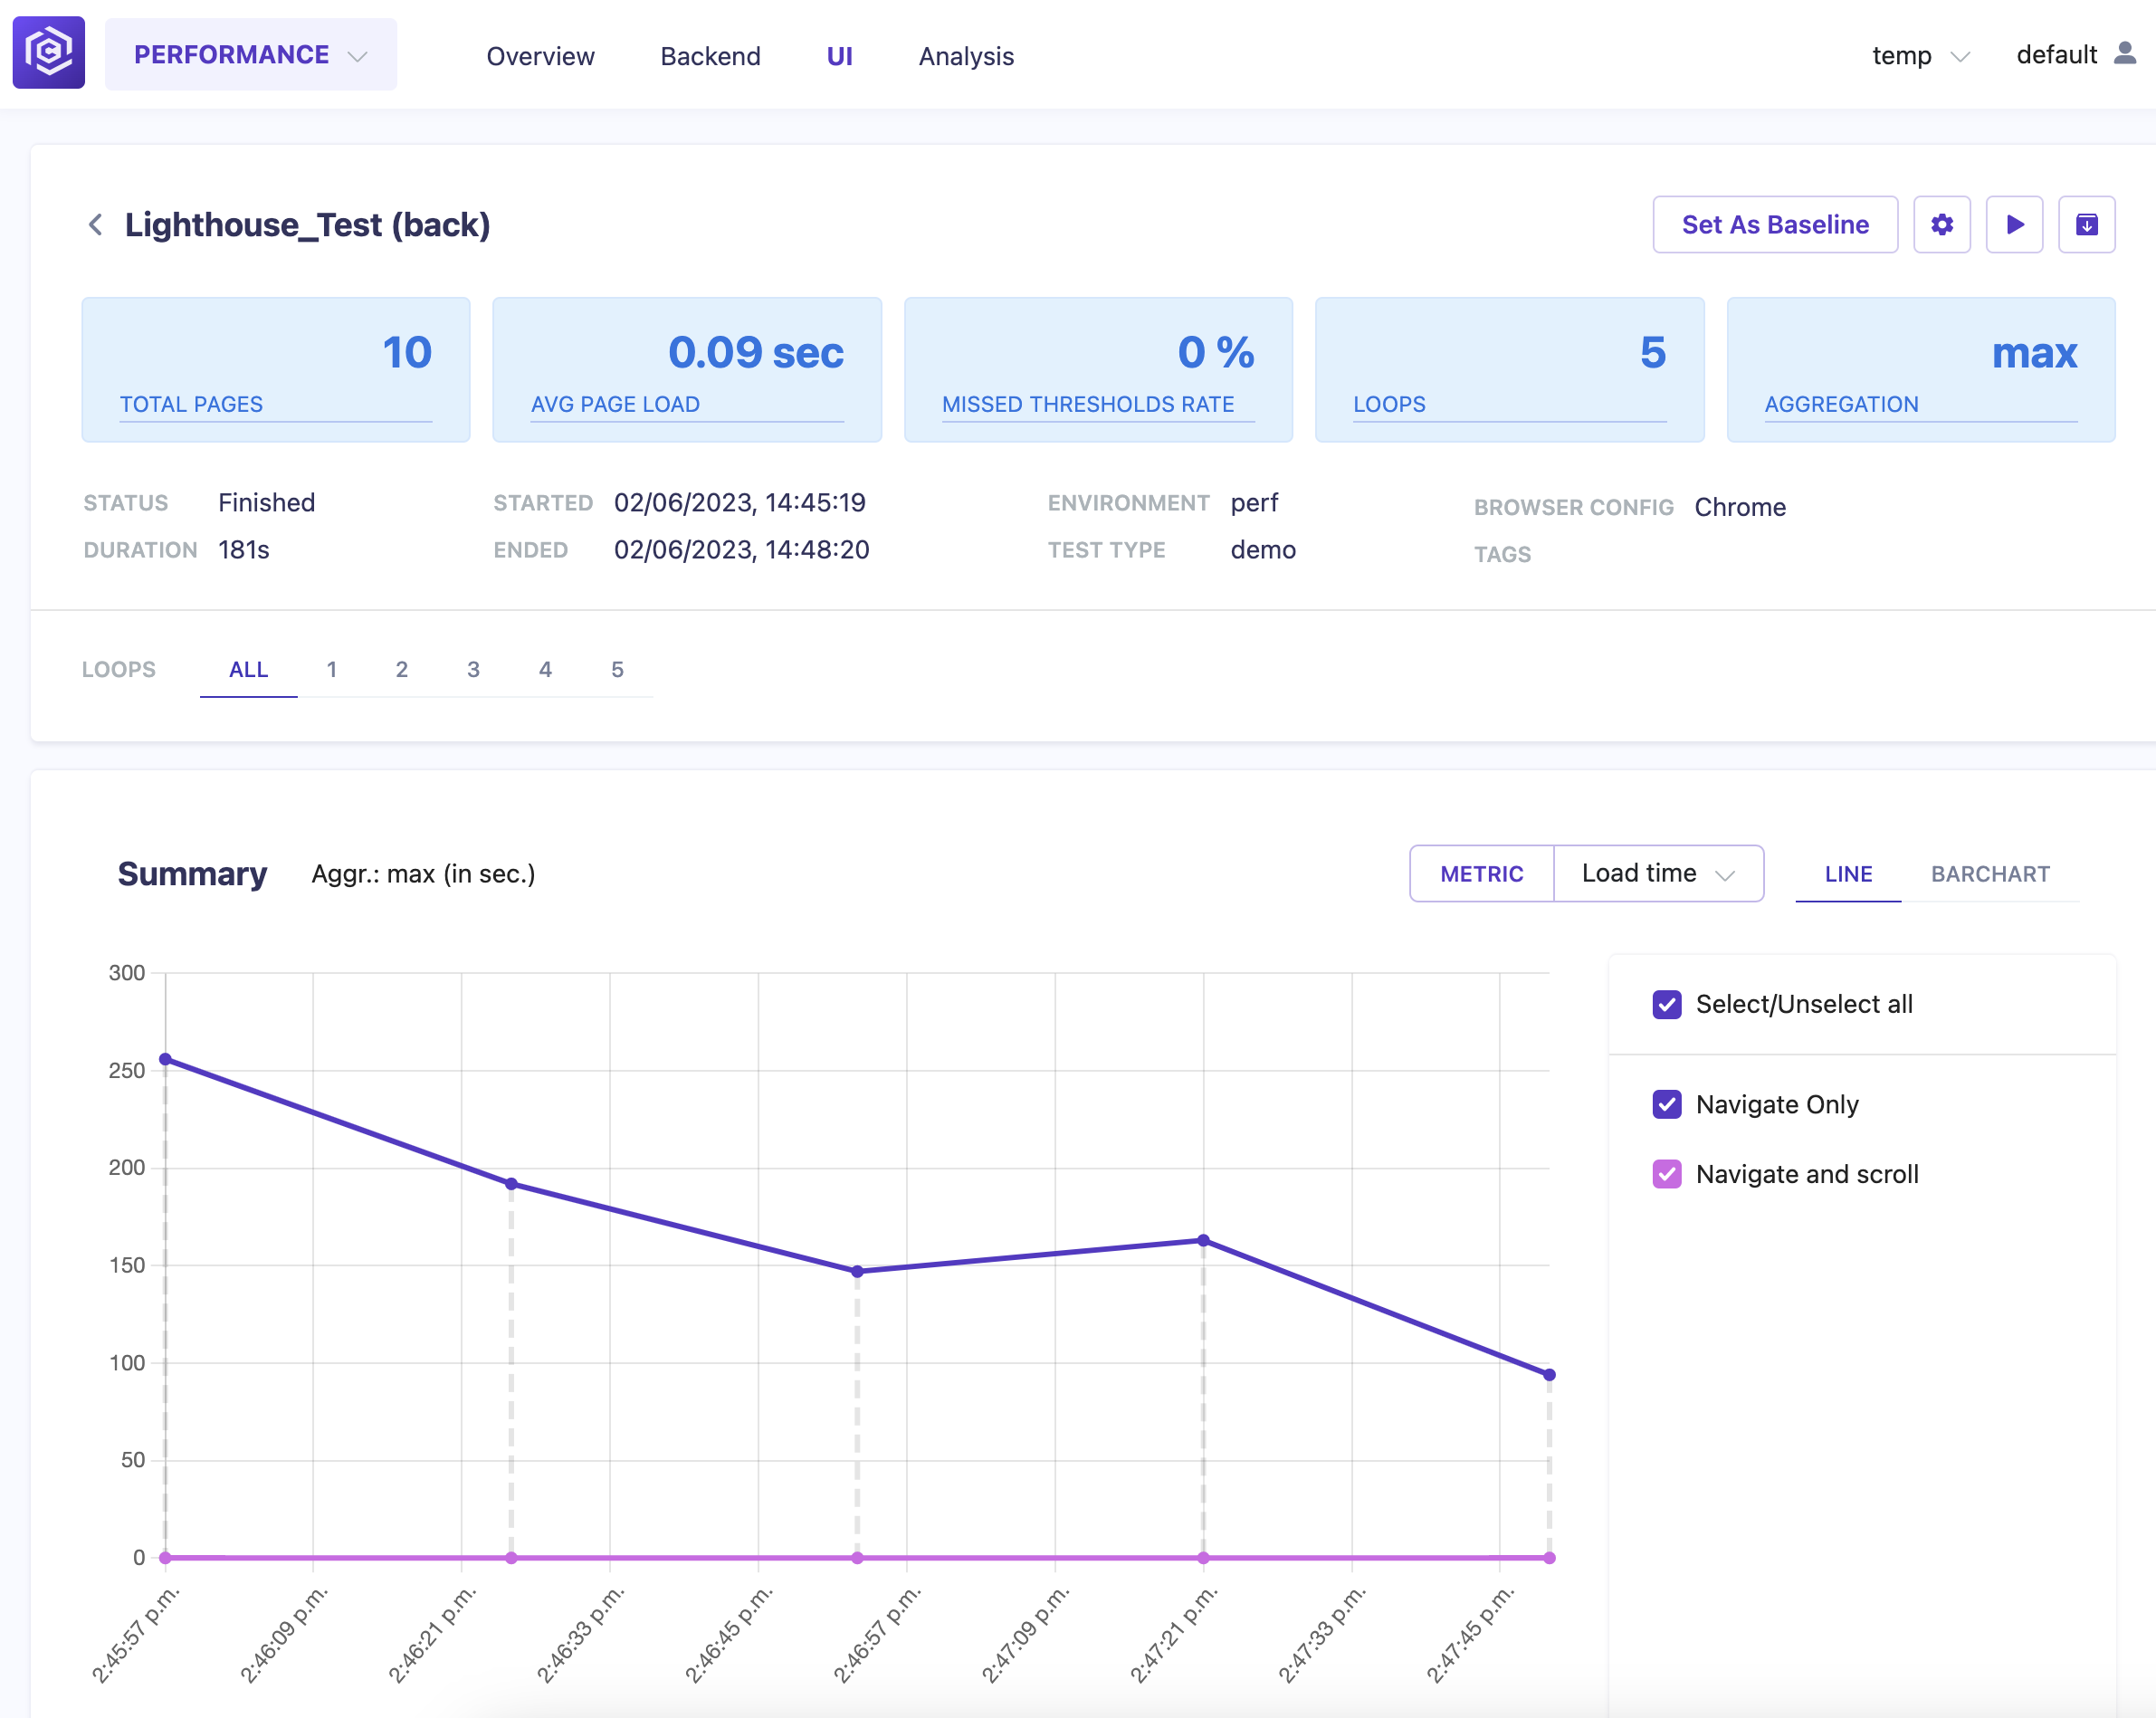 PERFORMANCE Overview Backend UI Analysis temp default
Lighthouse_Test (back) Set As Baseline
10 0.09 sec 0 % 5 max
TOTAL PAGES AVG PAGE LOAD MISSED THRESHOLDS RATE LOOPS AGGREGATION
STATUS Finished STARTED 02/06/2023, 14:45:19 ENVIRONMENT perf BROWSER CONFIG Chrome
DURATION 181s ENDED 02/06/2023, 14:48:20 TEST TYPE demo TAGS
LOOPS ALL 1 2 3 4 5
Summary Aggr.: max (in sec.) METRIC Load time LINE BARCHART
300
250
200
150
100
50
0
2:45:57 p.m. 2:46:09 p.m. 2:46:21 p.m. 2:46:33 p.m. 2:46:45 p.m. 2:46:57 p.m. 2:47:09 p.m. 2:47:21 p.m. 2:47:33 p.m. 2:47:45 p.m.
Select/Unselect all
Navigate Only
Navigate and scroll